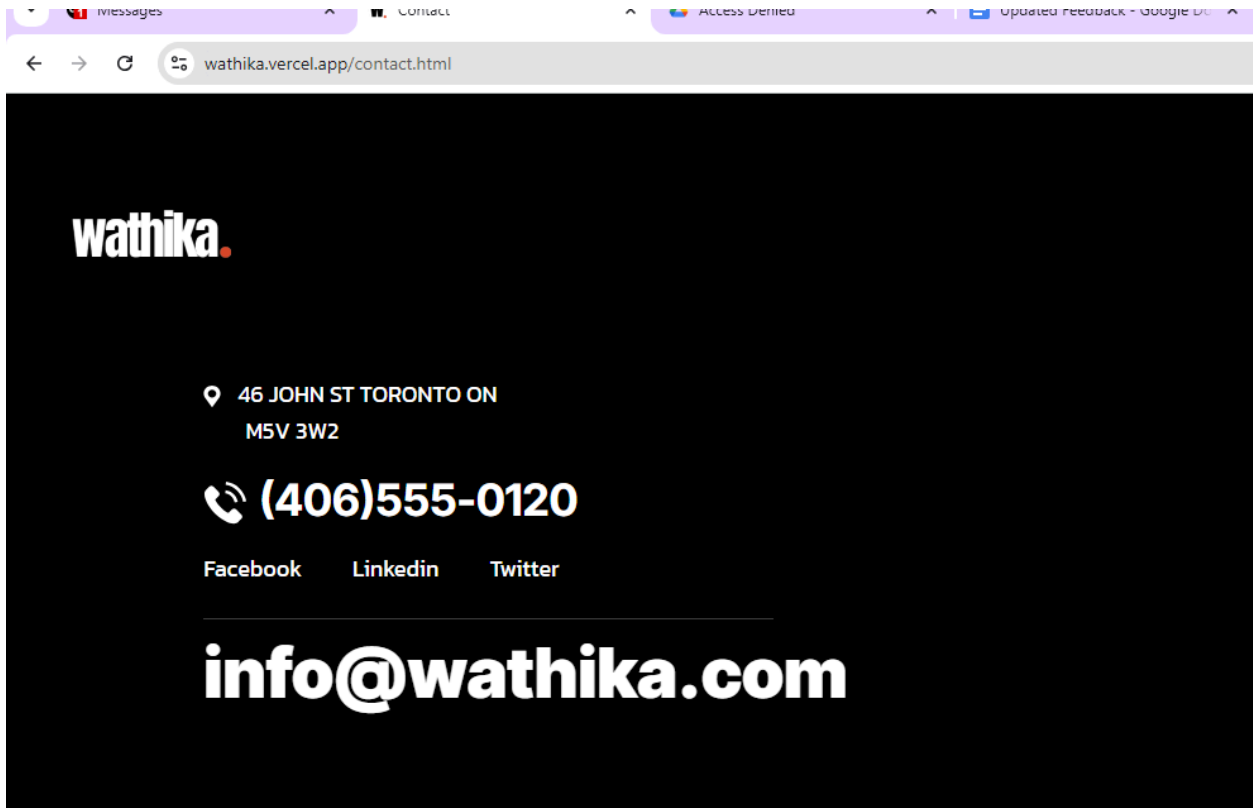 Messages Contact Access Denied Updated Feedback - Google Do
wathika.vercel.app/contact.html
wathika.
46 JOHN ST TORONTO ON
M5V 3W2
(406)555-0120
Facebook Linkedin Twitter
info@wathika.com